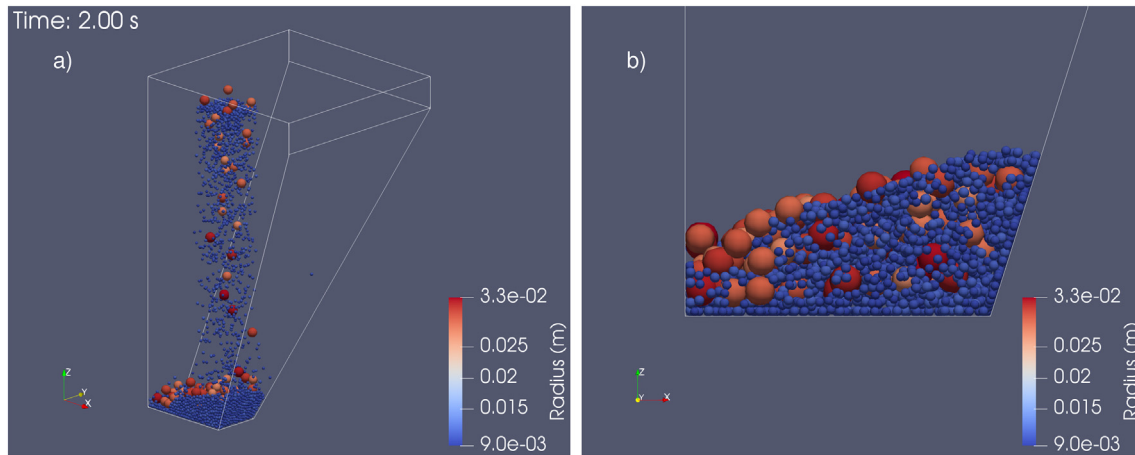 Time: 2.00 s
a)
3.3e-02
0.025
0.02
0.015
9.0e-03
Radius (m)
Z
Y
X
b)
3.3e-02
0.025
0.02
0.015
9.0e-03
Radius (m)
Z
Y
X